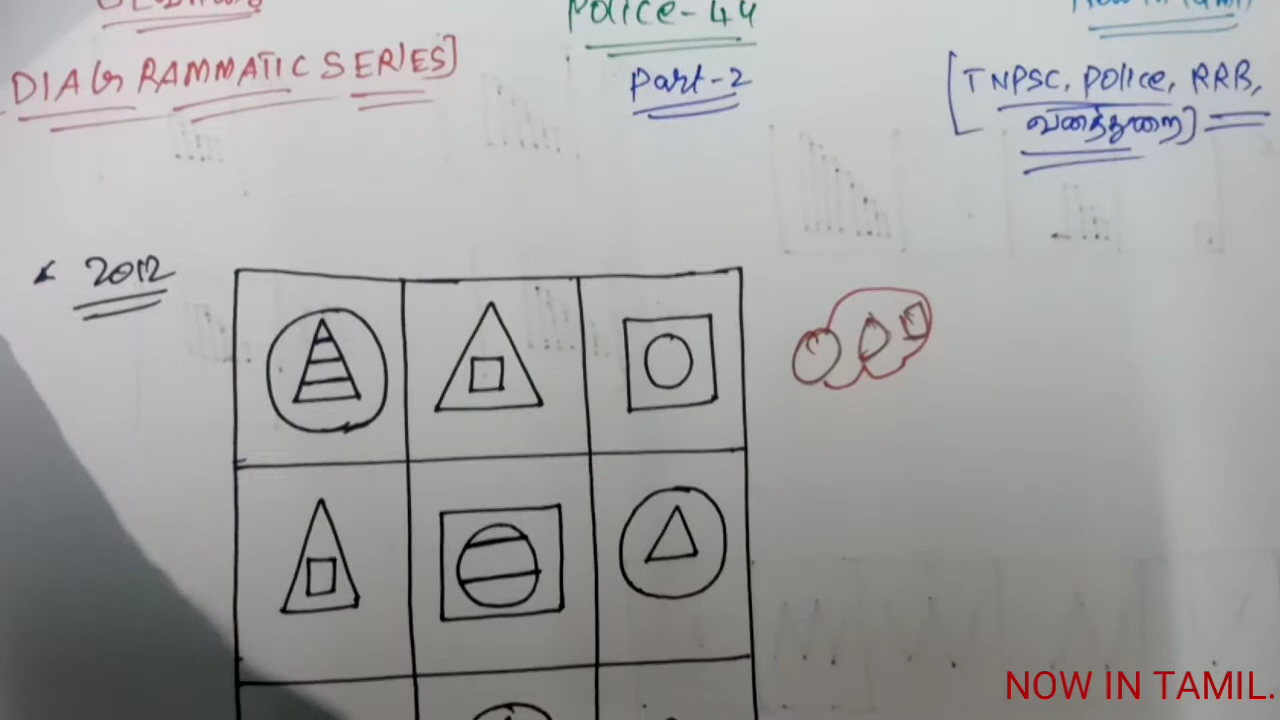 Police-44
DIAGRAMMATIC SERIES]
Part-2
[TNPSC, Police, RRB,
வனத்துறை]
* 2012
NOW IN TAMIL.